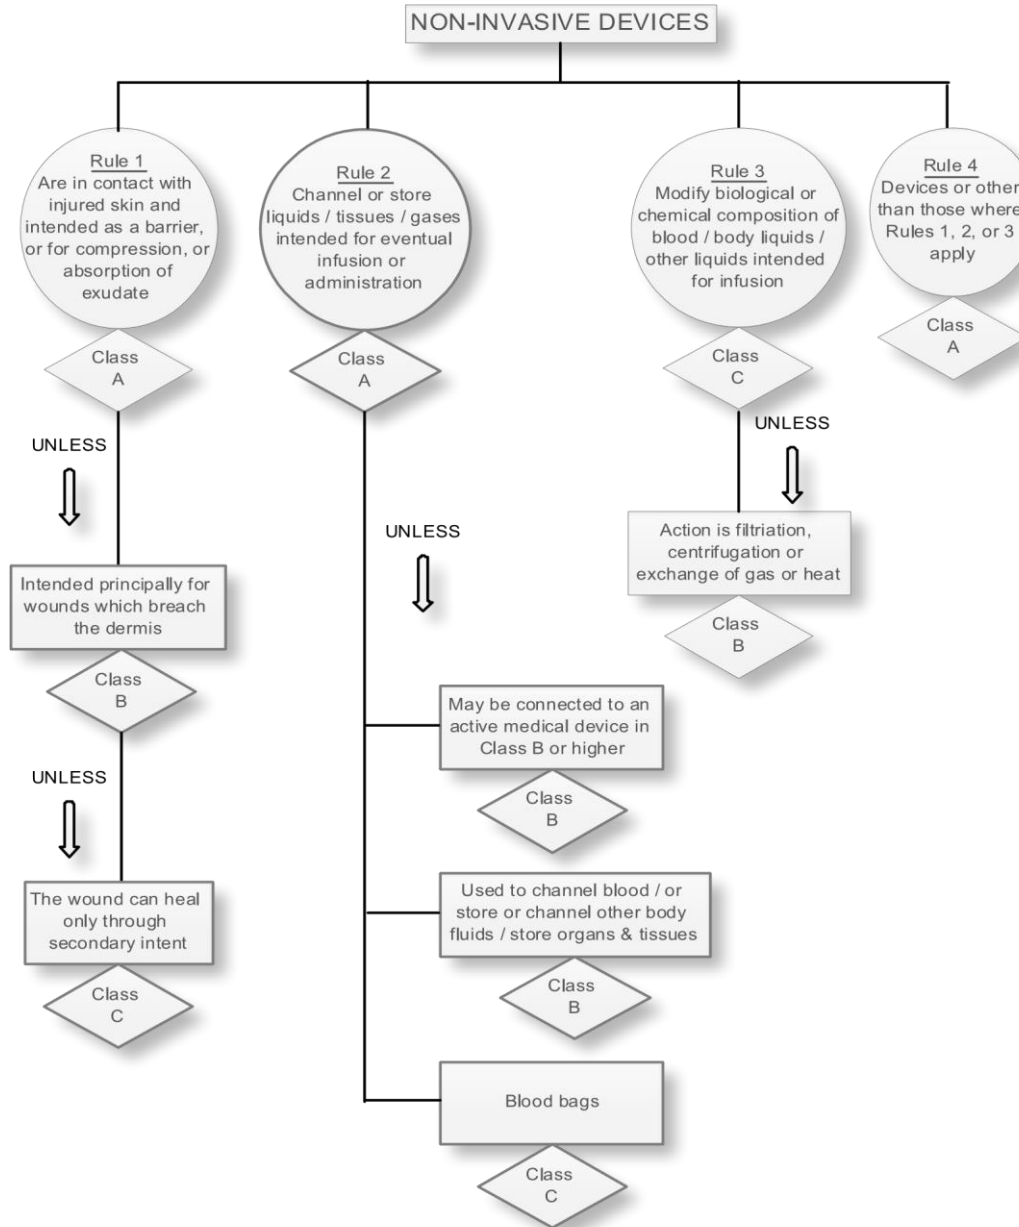 NON-INVASIVE DEVICES
Rule 1
Are in contact with
injured skin and
intended as a barrier,
or for compression, or
absorption of
exudate
Class
A
UNLESS
Intended principally for
wounds which breach
the dermis
Class
B
UNLESS
The wound can heal
only through
secondary intent
Class
C
Rule 2
Channel or store
liquids / tissues / gases
intended for eventual
infusion or
administration
Class
A
UNLESS
May be connected to an
active medical device in
Class B or higher
Class
B
Used to channel blood / or
store or channel other body
fluids / store organs & tissues
Class
B
Blood bags
Class
C
Rule 3
Modify biological or
chemical composition of
blood / body liquids /
other liquids intended
for infusion
Class
C
UNLESS
Action is filtriation,
centrifugation or
exchange of gas or heat
Class
B
Rule 4
Devices or other
than those where
Rules 1, 2, or 3
apply
Class
A